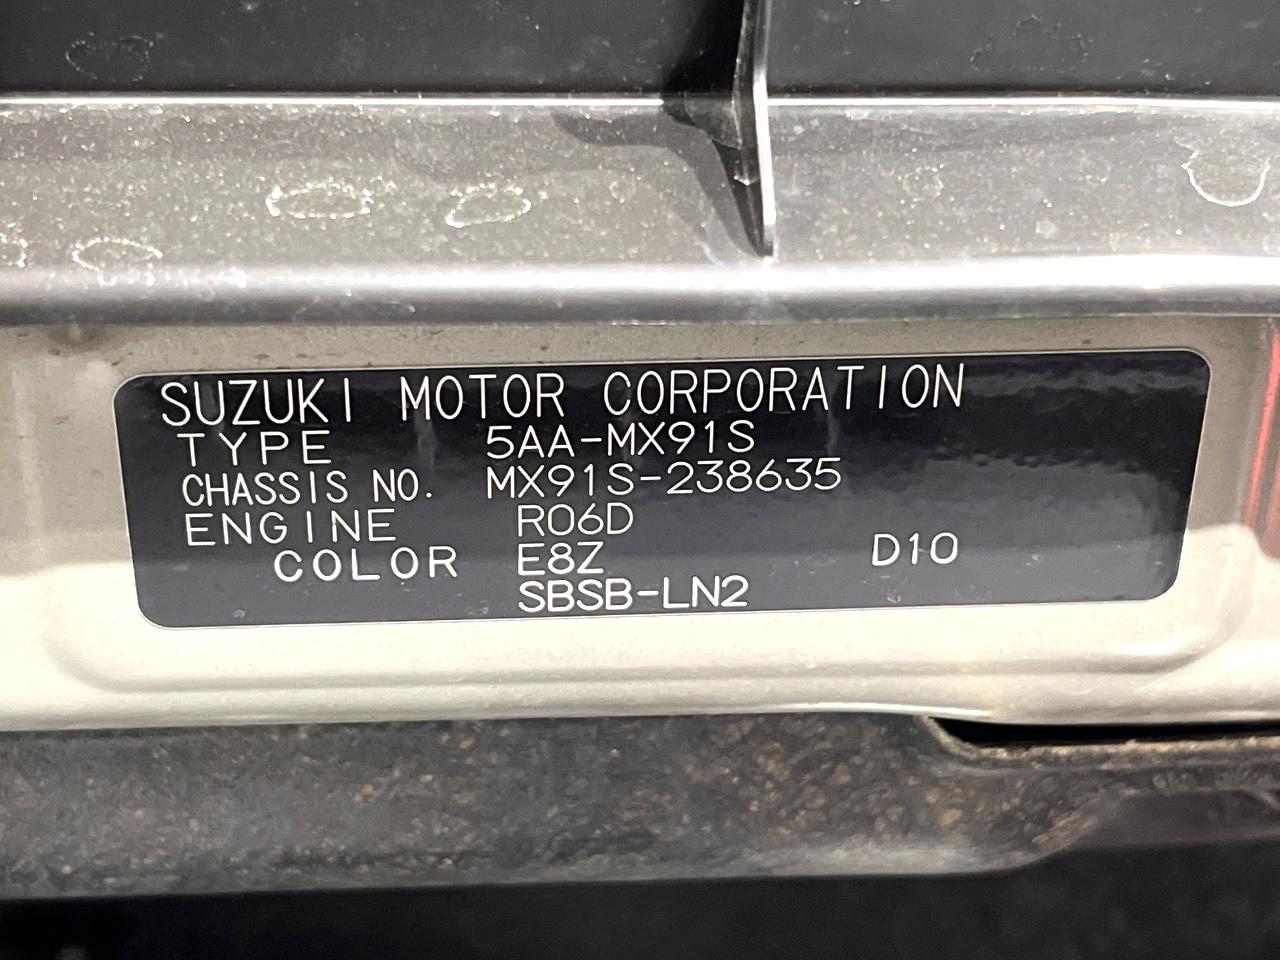 SUZUKI MOTOR CORPORATION
TYPE 5AA-MX91S
CHASSIS NO. MX91S-238635
ENGINE R06D
COLOR E8Z D10
SBSB-LN2